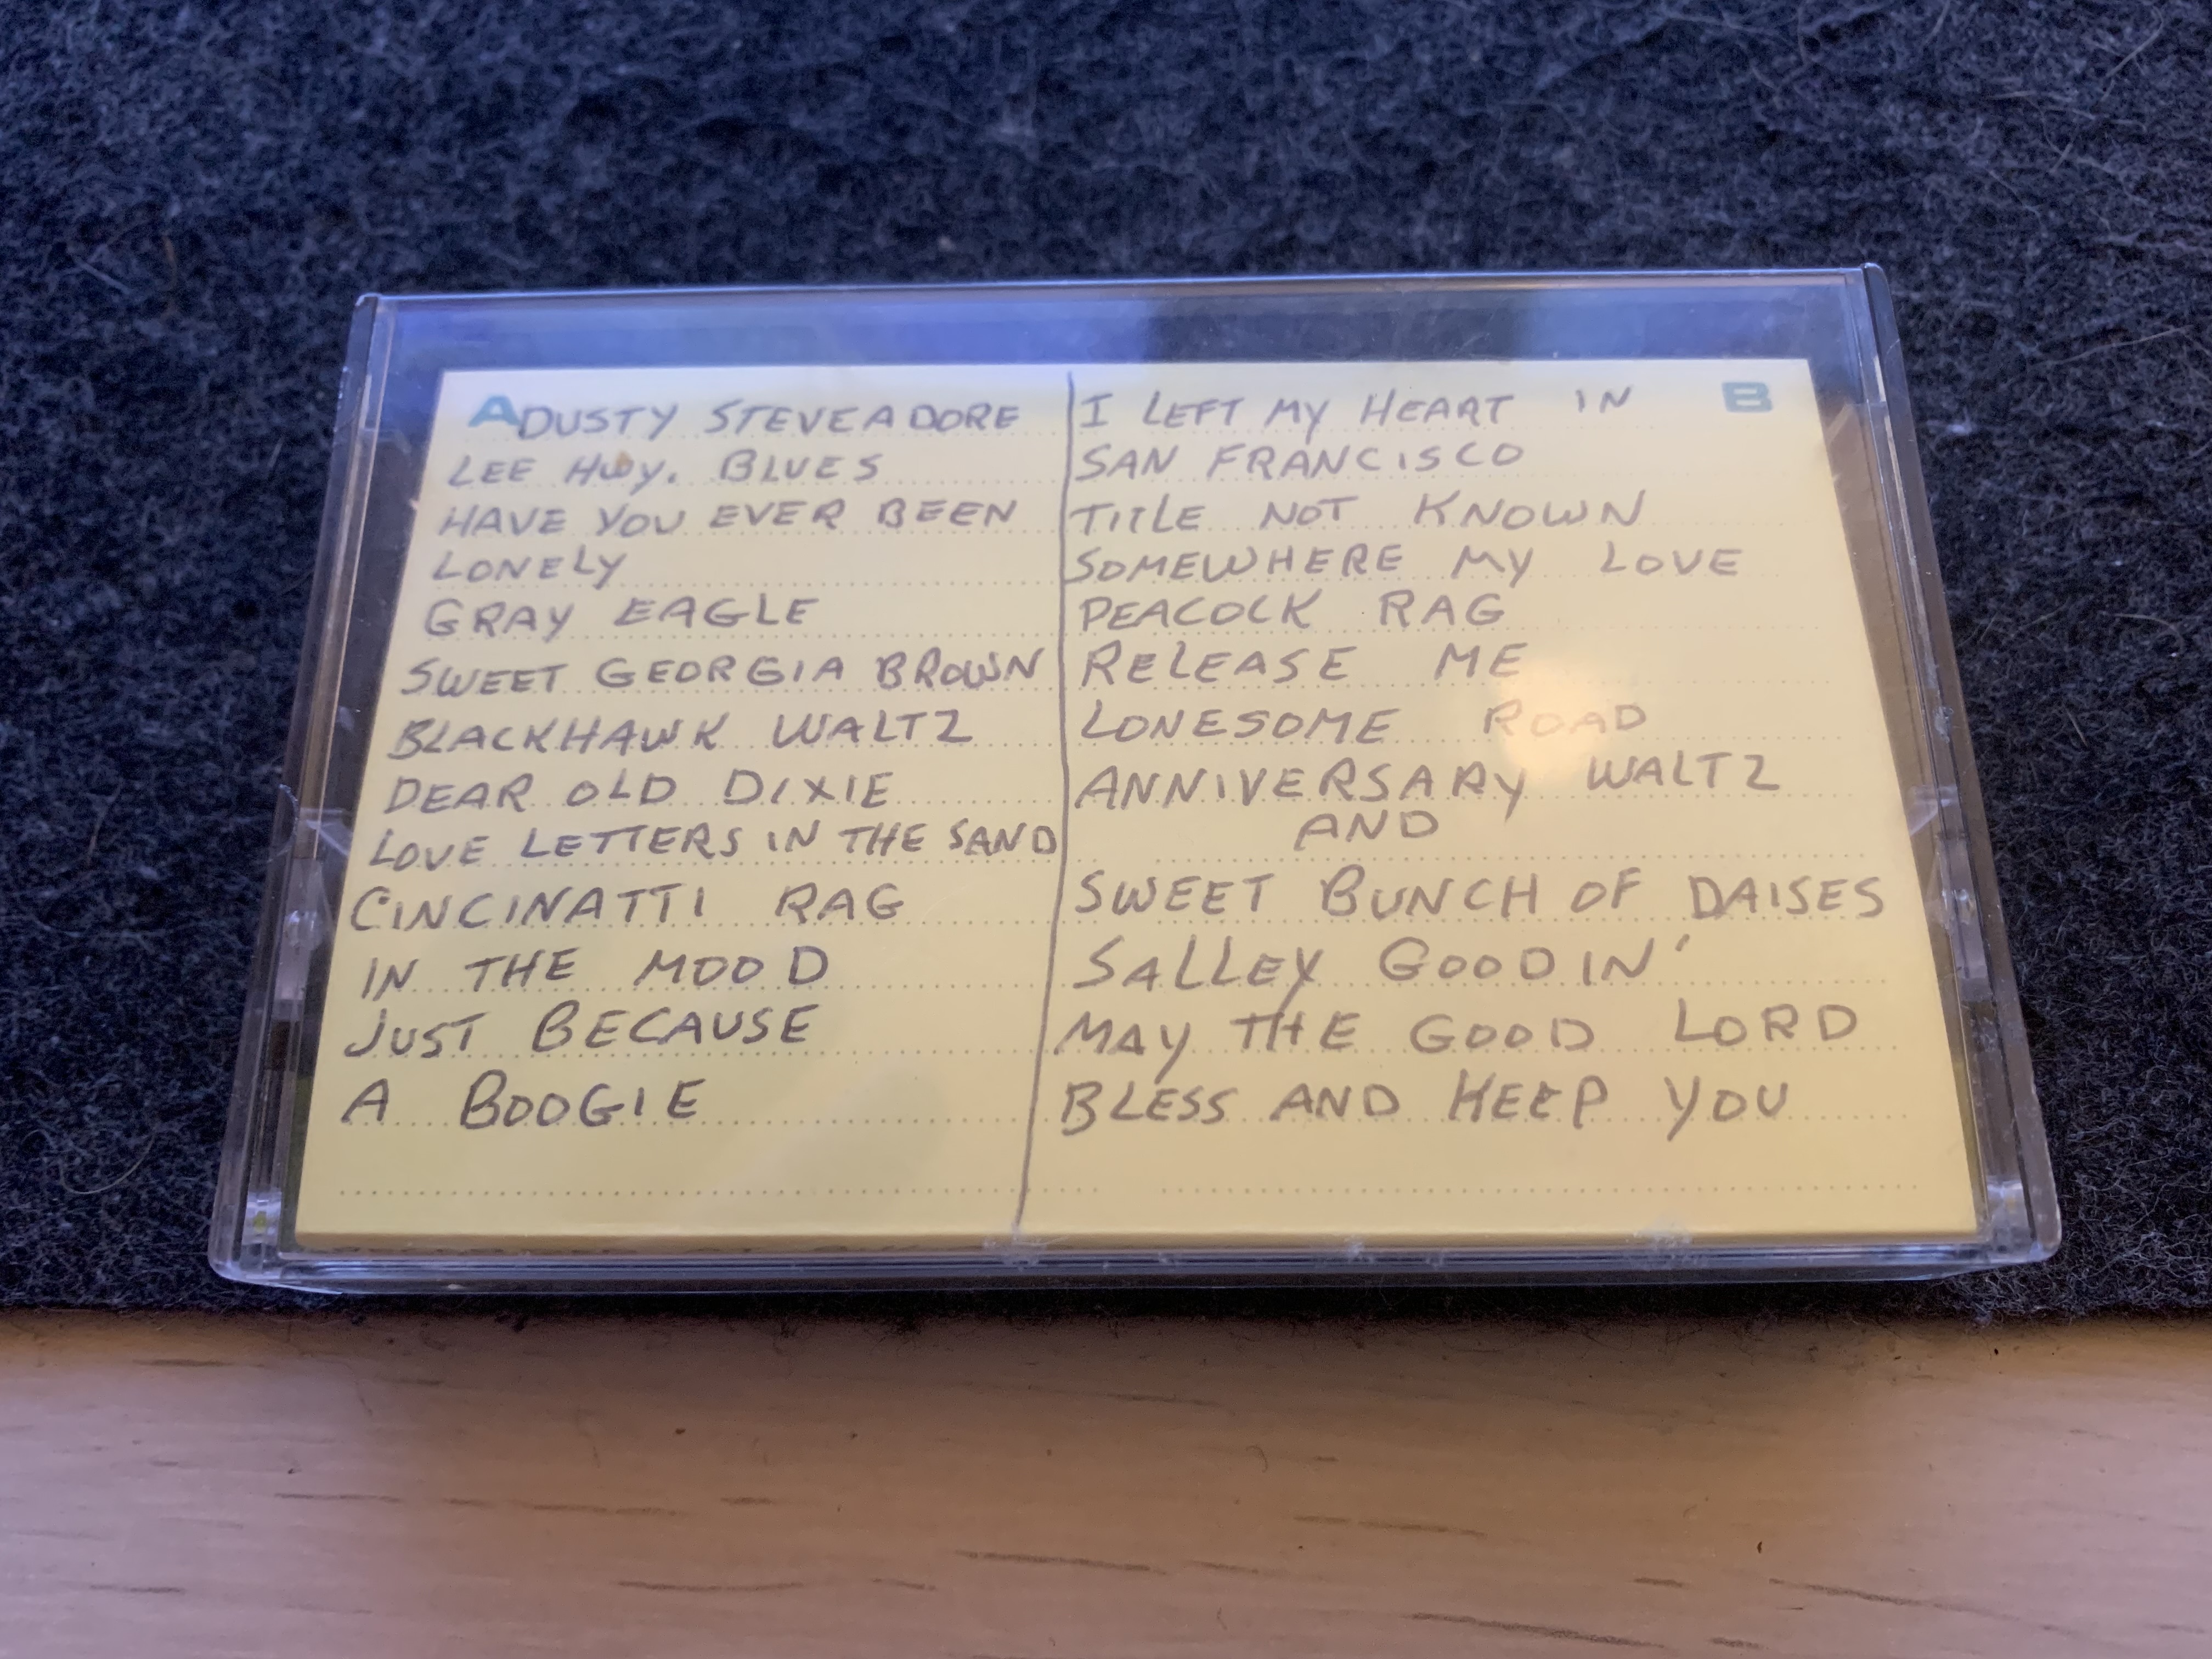 A DUSTY STEVEADORE
LEE HWY. BLUES
HAVE YOU EVER BEEN
LONELY
GRAY EAGLE
SWEET GEORGIA BROWN
BLACKHAWK WALTZ
DEAR OLD DIXIE
LOVE LETTERS IN THE SAND
CINCINATTI RAG
IN THE MOOD
JUST BECAUSE
A BOOGIE
B
I LEFT MY HEART IN
SAN FRANCISCO
TITLE NOT KNOWN
SOMEWHERE MY LOVE
PEACOCK RAG
RELEASE ME
LONESOME ROAD
ANNIVERSARY WALTZ
AND
SWEET BUNCH OF DAISES
SALLEY GOODIN'
MAY THE GOOD LORD
BLESS AND KEEP YOU